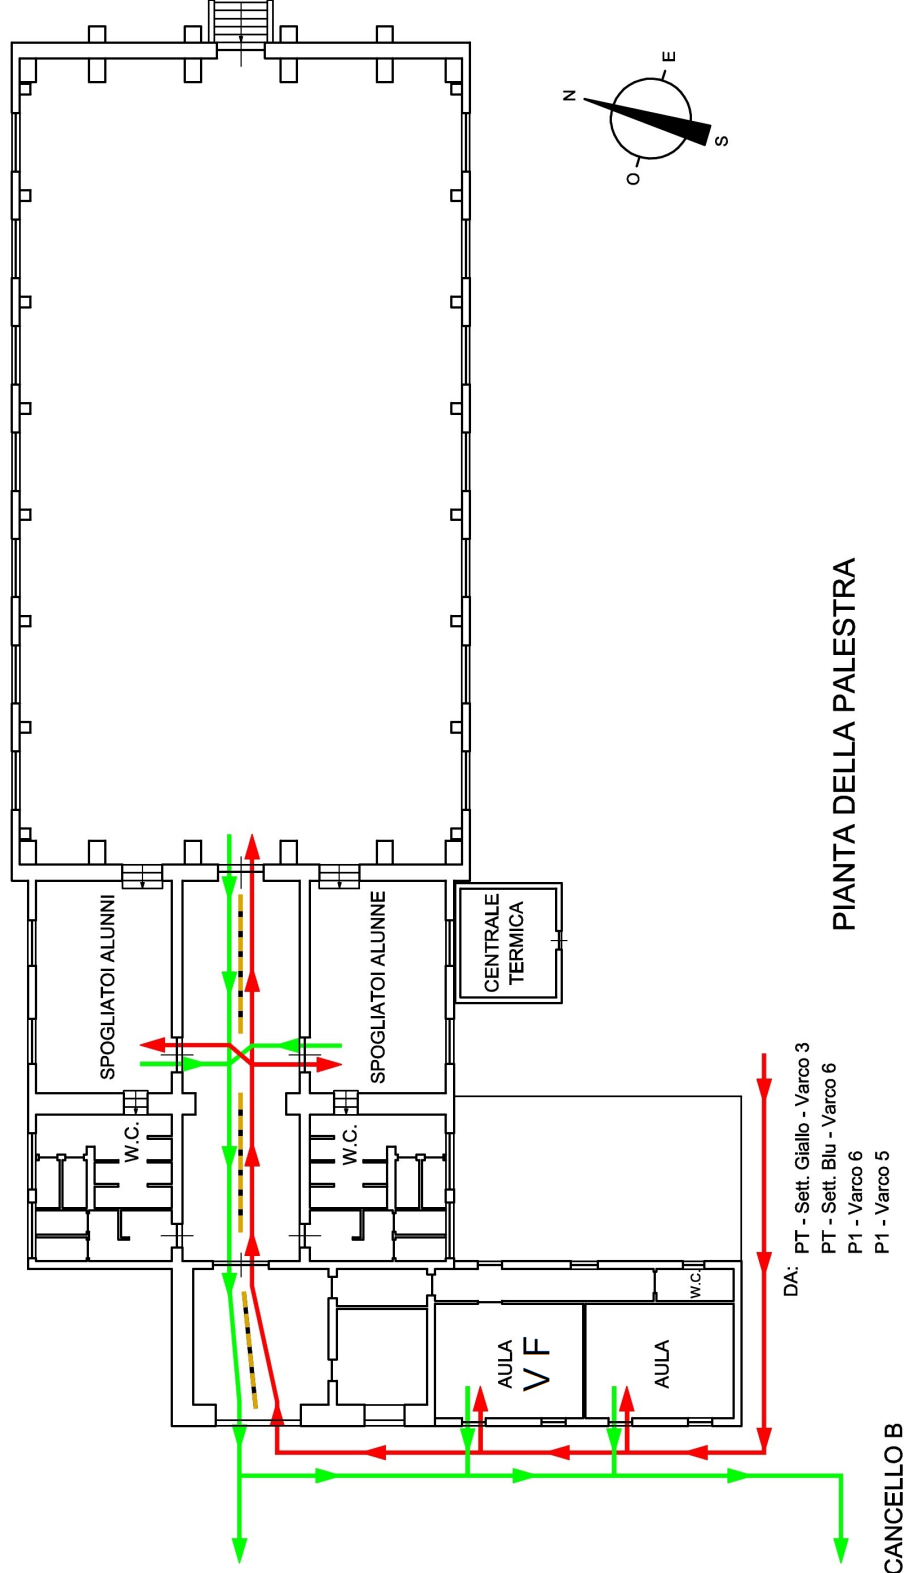 N
E
S
O
SPOGLIATOI ALUNNI
SPOGLIATOI ALUNNE
CENTRALE
TERMICA
W.C.
W.C.
W.C.
AULA
V F
AULA
PIANTA DELLA PALESTRA
DA: PT - Sett. Giallo - Varco 3
PT - Sett. Blu - Varco 6
P1 - Varco 6
P1 - Varco 5
CANCELLO B